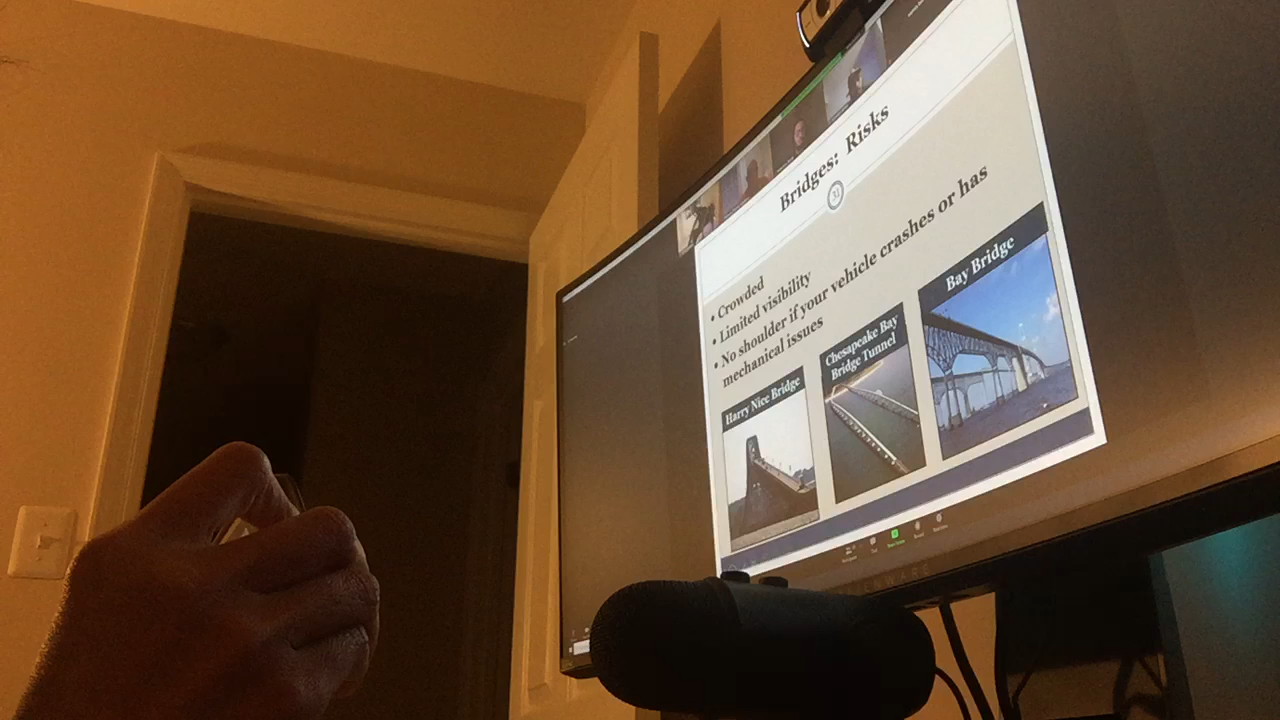 Bridges: Risks
31
• Crowded
• Limited visibility
• No shoulder if your vehicle crashes or has
mechanical issues
Harry Nice Bridge
Chesapeake Bay
Bridge Tunnel
Bay Bridge